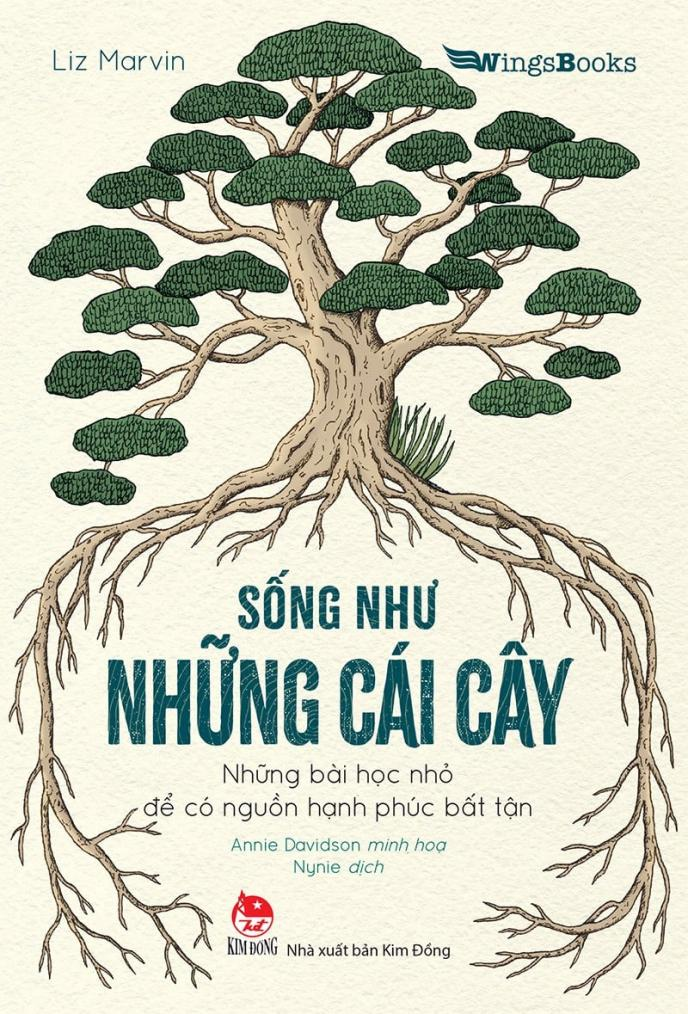 Liz Marvin
WingsBooks
SỐNG NHƯ
NHỮNG CÁI CÂY
Những bài học nhỏ
để có nguồn hạnh phúc bất tận
Annie Davidson minh hoạ
Nynie dịch
KIM ĐỒNG
Nhà xuất bản Kim Đồng